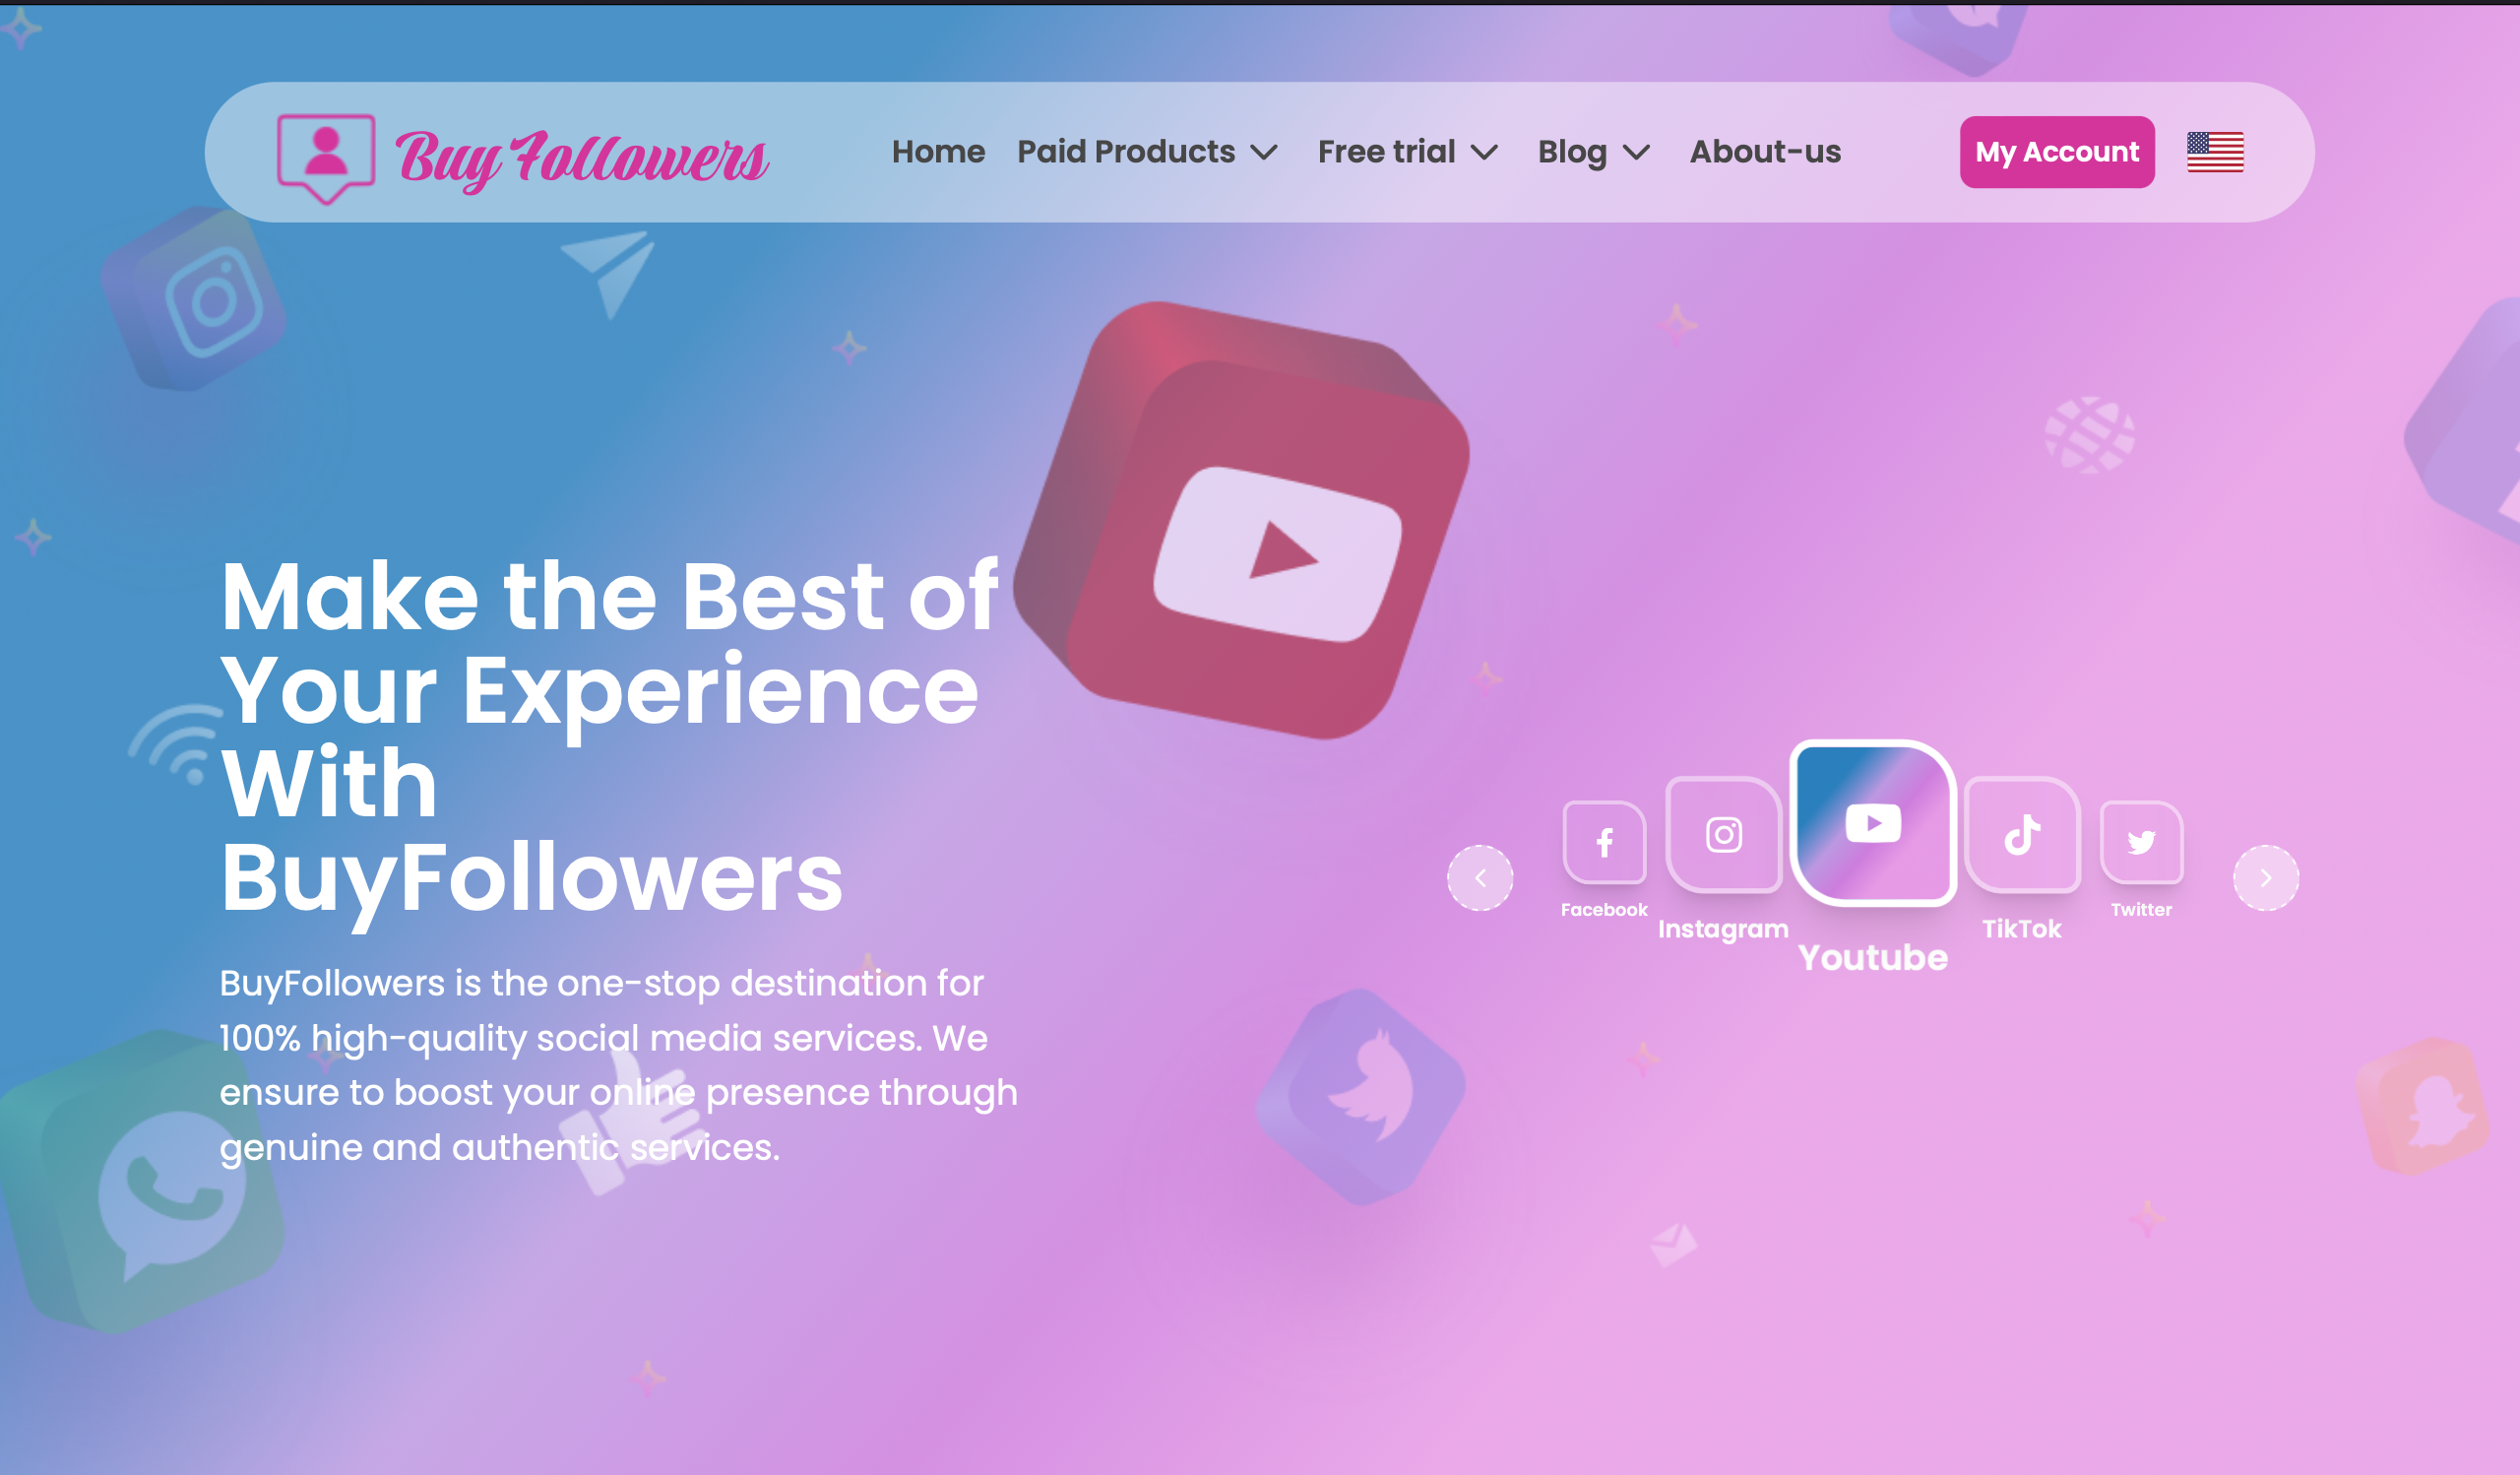 BuyFollowers
Home
Paid Products
Free trial
Blog
About-us
My Account
Make the Best of
Your Experience
With
BuyFollowers
BuyFollowers is the one-stop destination for
100% high-quality social media services. We
ensure to boost your online presence through
genuine and authentic services.
Facebook
Instagram
Youtube
TikTok
Twitter